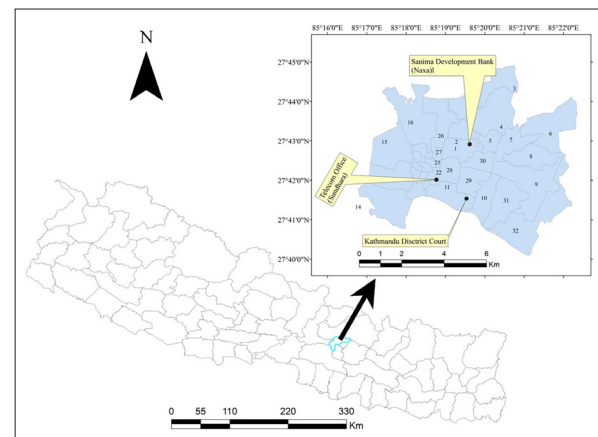 N
85°16'0"E 85°17'0"E 85°18'0"E 85°19'0"E 85°20'0"E 85°21'0"E 85°22'0"E
27°45'0"N
27°44'0"N
27°43'0"N
27°42'0"N
27°41'0"N
27°40'0"N
Sanima Development Bank
(Naxa)l
3
16
4
6
26
15
2
5
7
1
27
8
25
30
22
28
29
9
11
10
31
14
32
Telecom Office
(Sundhara)
Kathmandu Disctrict Court
0 1 2 4 6
Km
0 55 110 220 330
Km